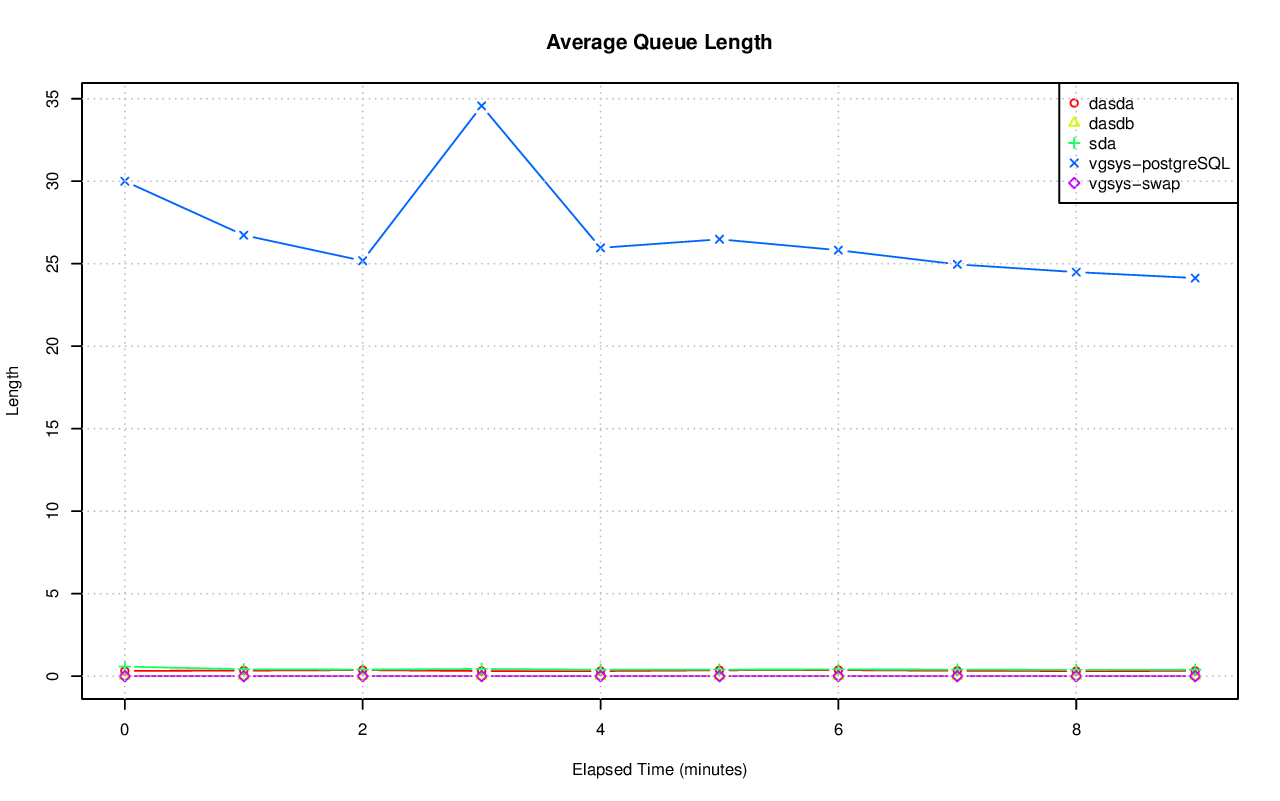 Average Queue Length
35
30
25
20
15
10
5
0
Length
dasda
dasdb
sda
vgsys−postgreSQL
vgsys−swap
0 2 4 6 8
Elapsed Time (minutes)